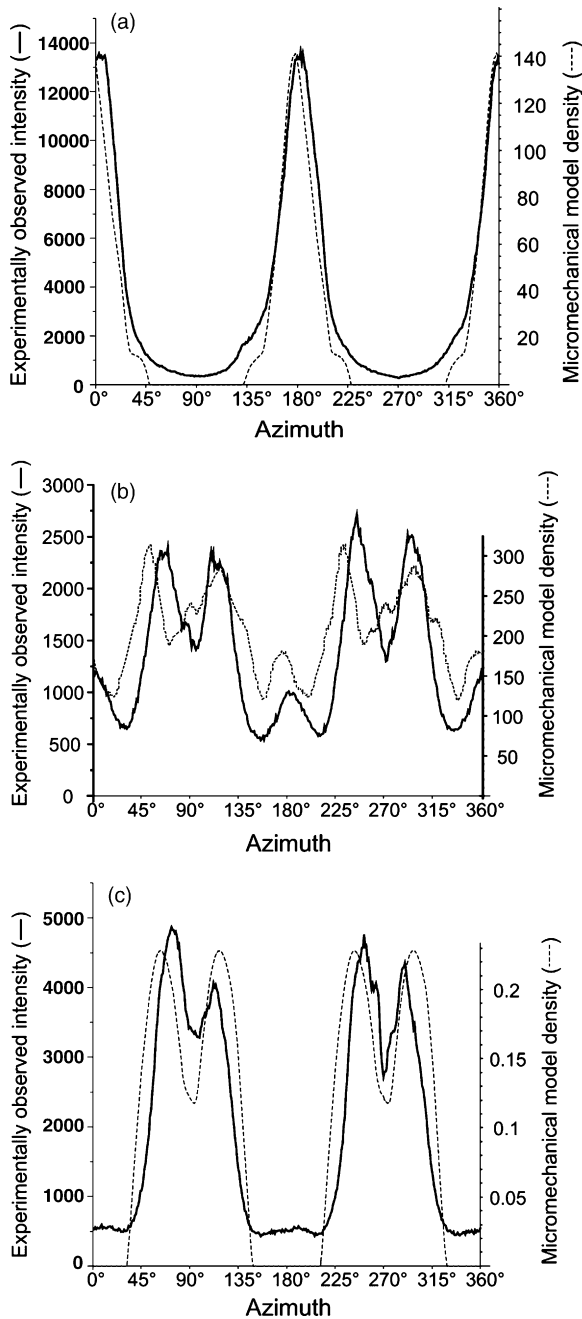 (a)
Experimentally observed intensity (—)
14000
12000
10000
8000
6000
4000
2000
0
0° 45° 90° 135° 180° 225° 270° 315° 360°
Azimuth
140
120
100
80
60
40
20
Micromechanical model density (---)
(b)
Experimentally observed intensity (—)
3000
2500
2000
1500
1000
500
0
0° 45° 90° 135° 180° 225° 270° 315° 360°
Azimuth
300
250
200
150
100
50
Micromechanical model density (---)
(c)
Experimentally observed intensity (—)
5000
4000
3000
2000
1000
0
0° 45° 90° 135° 180° 225° 270° 315° 360°
Azimuth
0.2
0.15
0.1
0.05
Micromechanical model density (---)